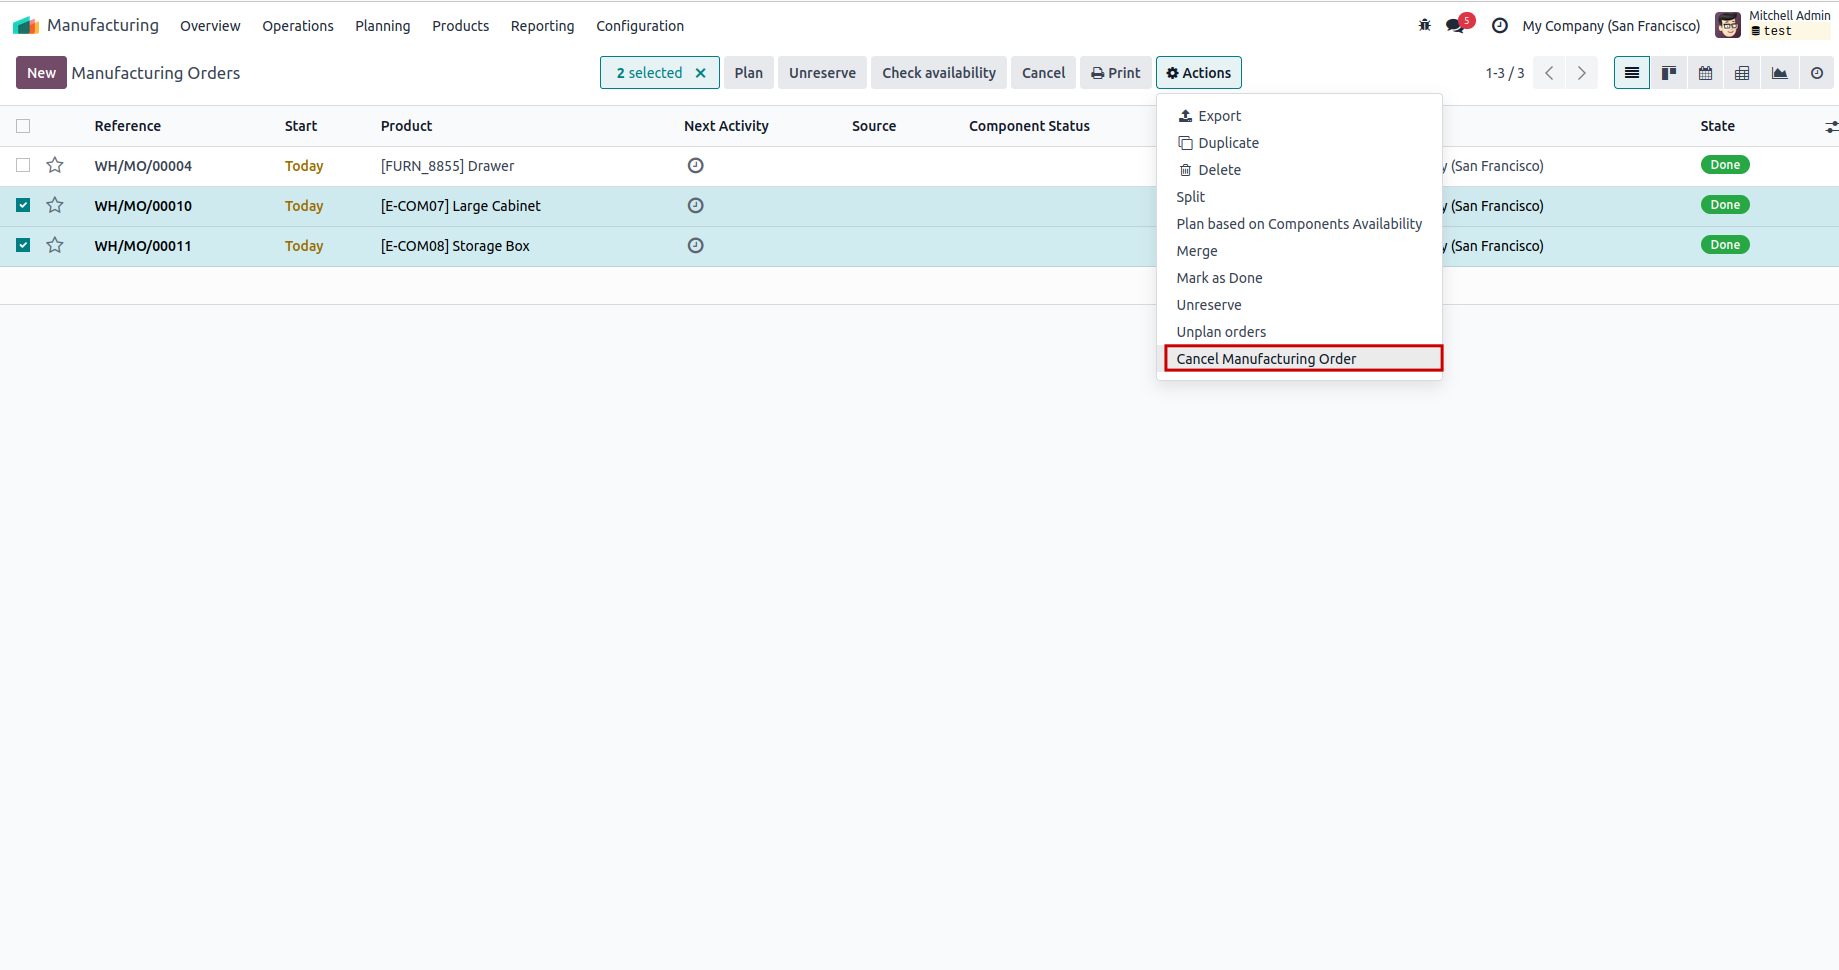 Manufacturing Overview Operations Planning Products Reporting Configuration 5 My Company (San Francisco) Mitchell Admin
test
New Manufacturing Orders 2 selected × Plan Unreserve Check availability Cancel Print Actions 1-3 / 3
Reference Start Product Next Activity Source Component Status State
WH/MO/00004 Today [FURN_8855] Drawer y (San Francisco) Done
WH/MO/00010 Today [E-COM07] Large Cabinet y (San Francisco) Done
WH/MO/00011 Today [E-COM08] Storage Box y (San Francisco) Done
Export
Duplicate
Delete
Split
Plan based on Components Availability
Merge
Mark as Done
Unreserve
Unplan orders
Cancel Manufacturing Order